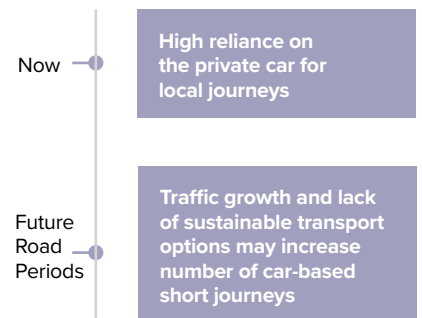 Now
High reliance on
the private car for
local journeys
Future
Road
Periods
Traffic growth and lack
of sustainable transport
options may increase
number of car-based
short journeys